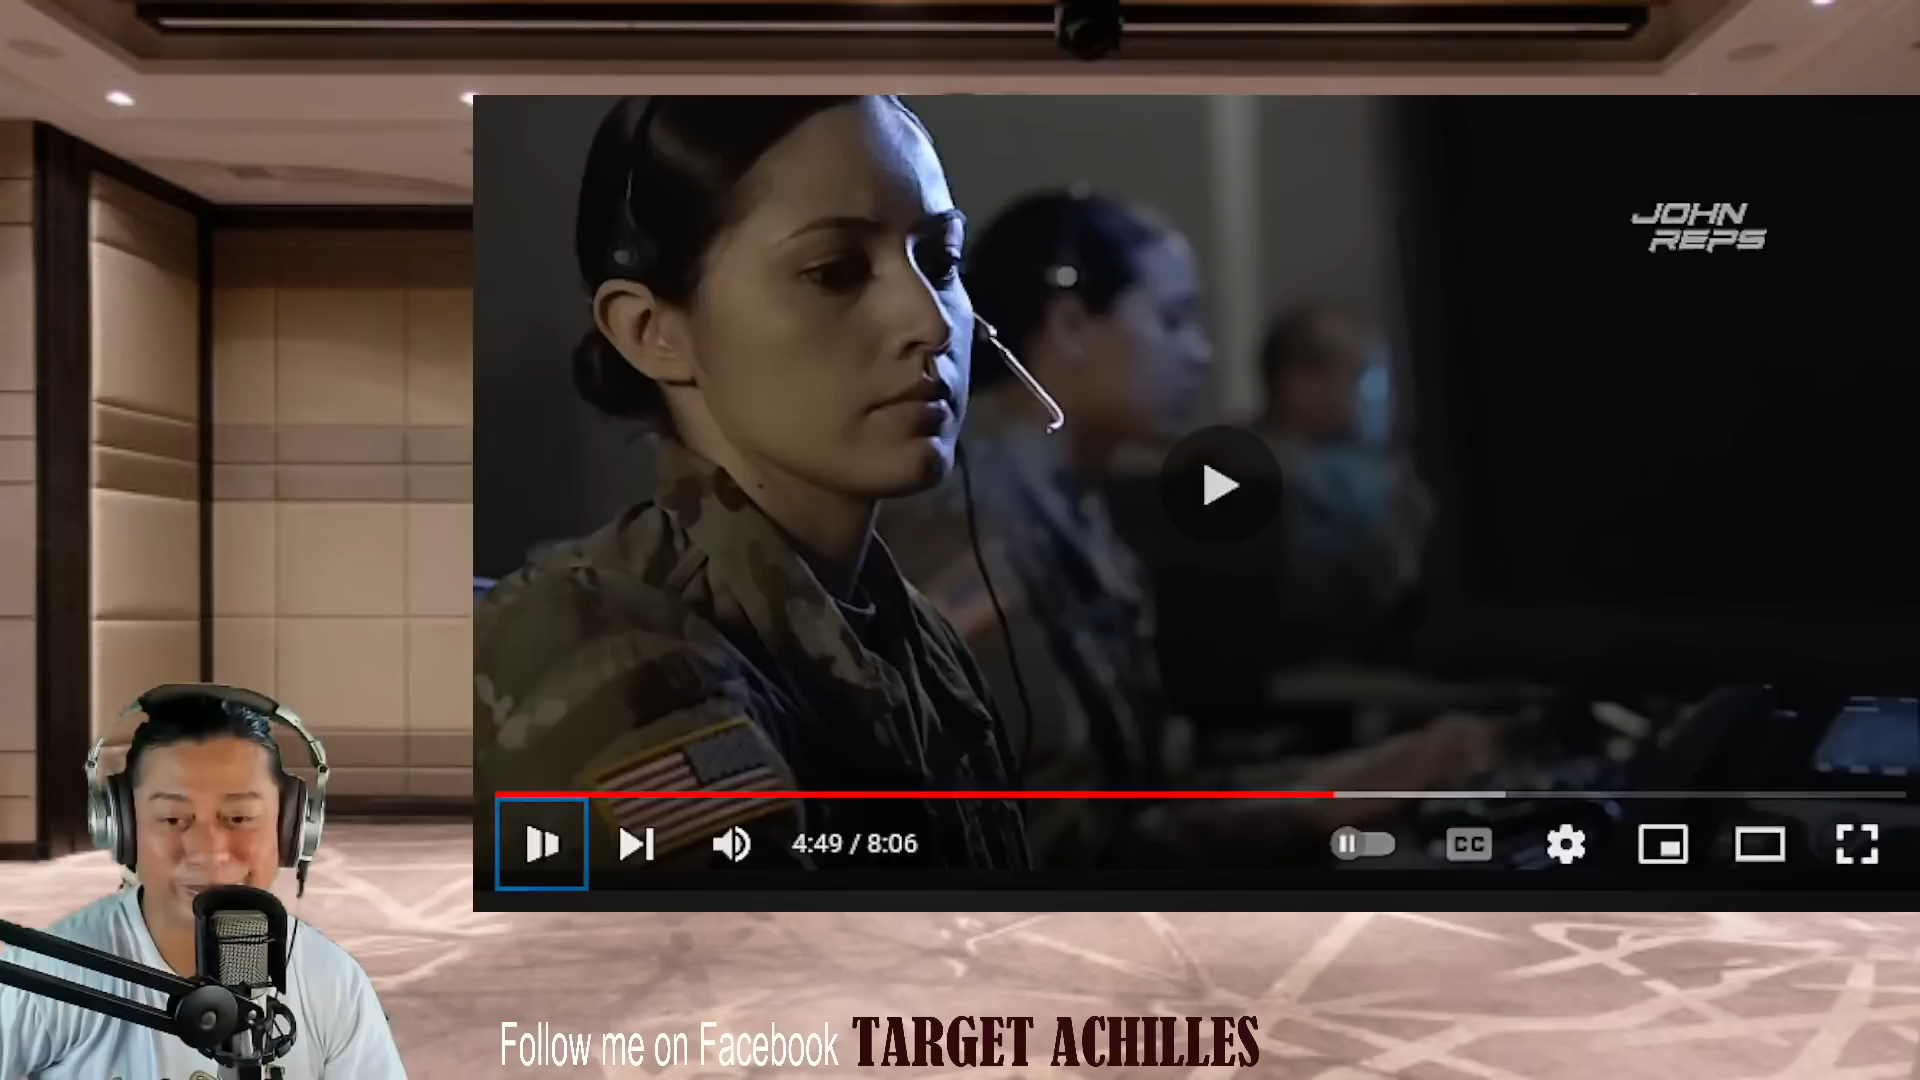 JOHN
REPS
4:49 / 8:06
CC
Follow me on Facebook TARGET ACHILLES